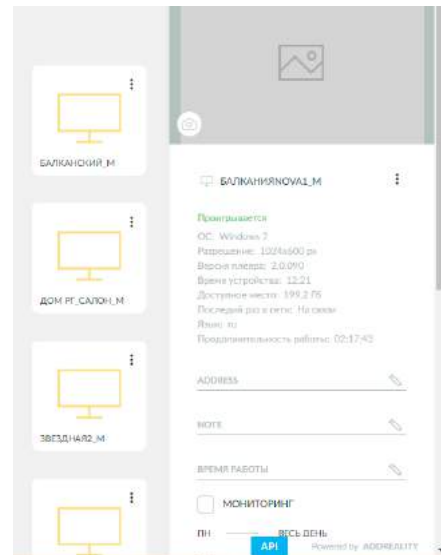 БАЛКАНСКИЙ_М
ДОМ РГ_САЛОН_М
ЗВЕЗДНАЯ2_М
БАЛКАНИЯNOVA1_М
Проигрывается
ОС: Windows 7
Разрешение: 1024x600 px
Версия плеера: 2.0.090
Время устройства: 12:21
Доступное место: 199,2 Гб
Последний раз в сети: На связи
Язык: ru
Продолжительность работы: 02:17:43
ADDRESS
NOTE
ВРЕМЯ РАБОТЫ
МОНИТОРИНГ
ПН ВЕСЬ ДЕНЬ
API Powered by ADDREALITY